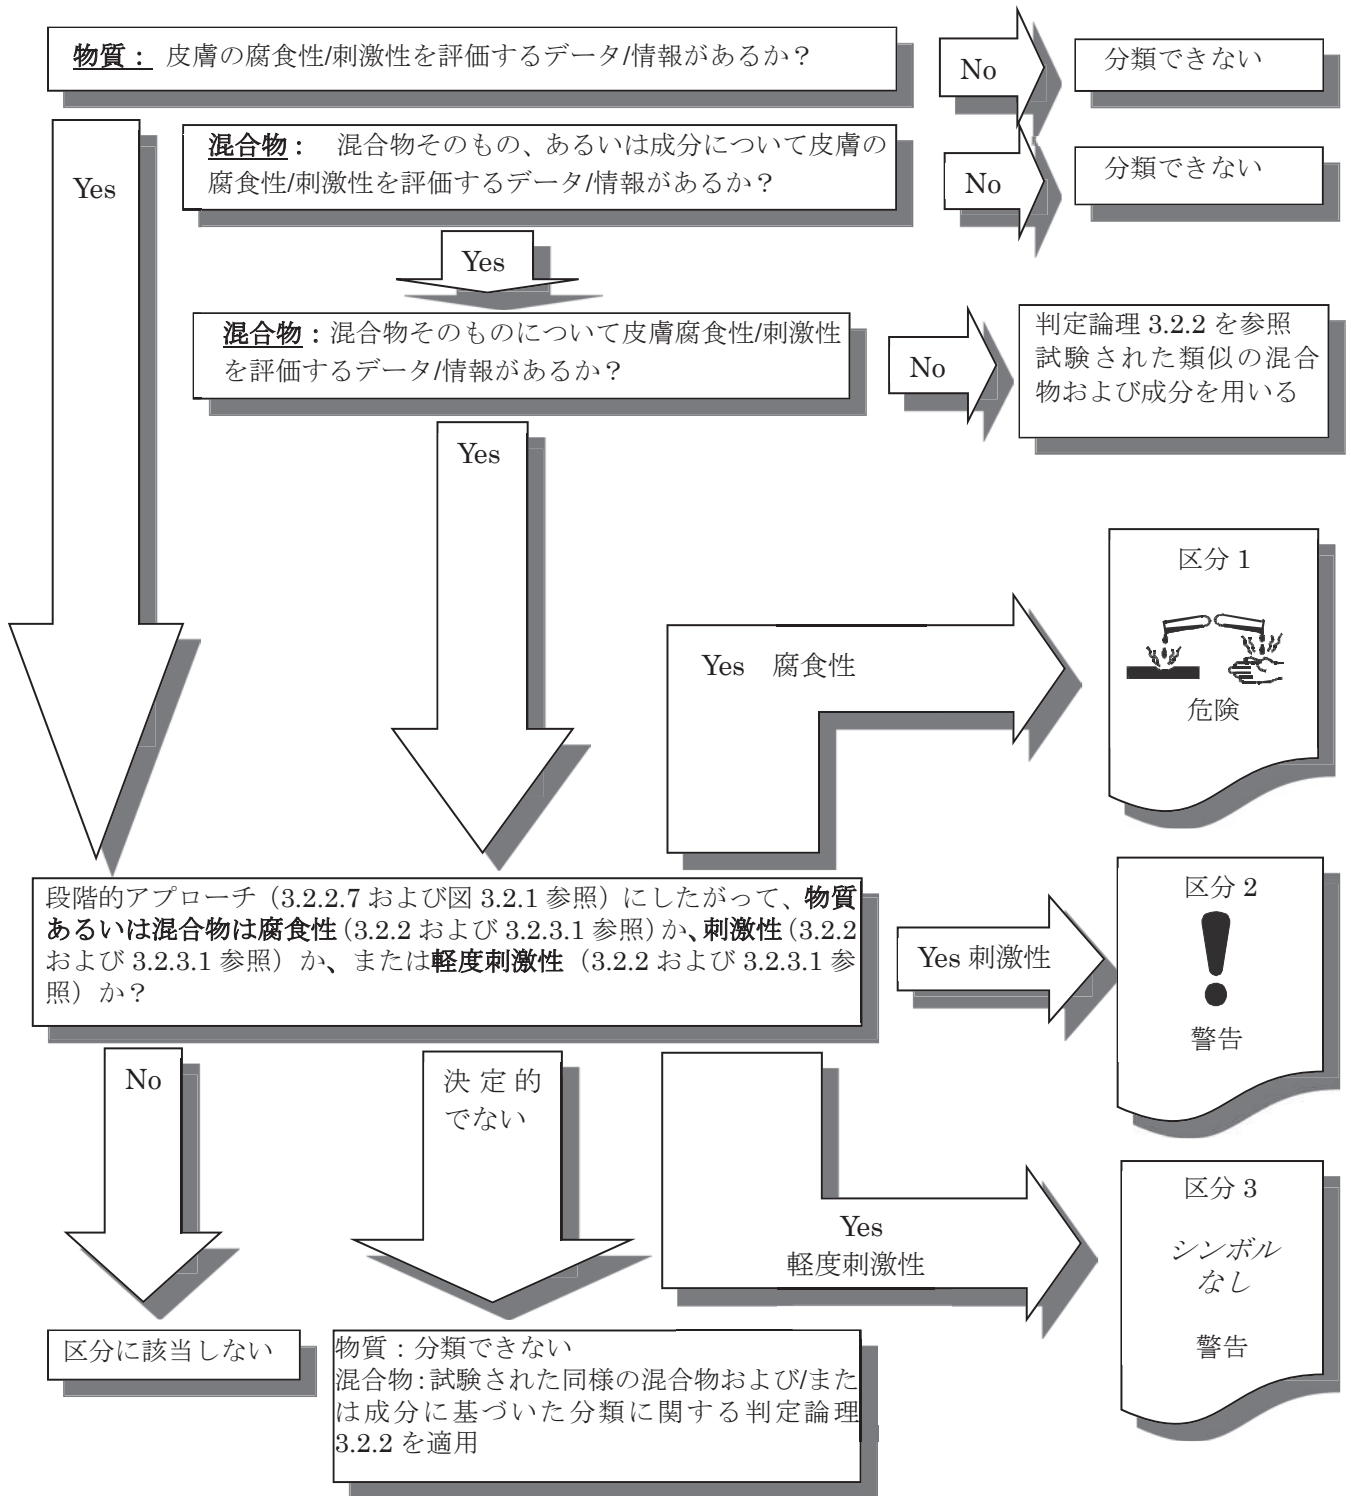 物質： 皮膚の腐食性/刺激性を評価するデータ/情報があるか？
No
分類できない
Yes
混合物： 混合物そのもの、あるいは成分について皮膚の
腐食性/刺激性を評価するデータ/情報があるか？
No
分類できない
Yes
混合物：混合物そのものについて皮膚腐食性/刺激性
を評価するデータ/情報があるか？
No
判定論理 3.2.2 を参照
試験された類似の混合
物および成分を用いる
Yes
Yes 腐食性
区分 1
危険
段階的アプローチ（3.2.2.7 および図 3.2.1 参照）にしたがって、物質
あるいは混合物は腐食性（3.2.2 および 3.2.3.1 参照）か、刺激性（3.2.2
および 3.2.3.1 参照）か、または軽度刺激性（3.2.2 および 3.2.3.1 参
照）か？
Yes 刺激性
区分 2
警告
No
決定的
でない
Yes
軽度刺激性
区分 3
シンボル
なし
警告
区分に該当しない
物質：分類できない
混合物：試験された同様の混合物および/また
は成分に基づいた分類に関する判定論理
3.2.2 を適用